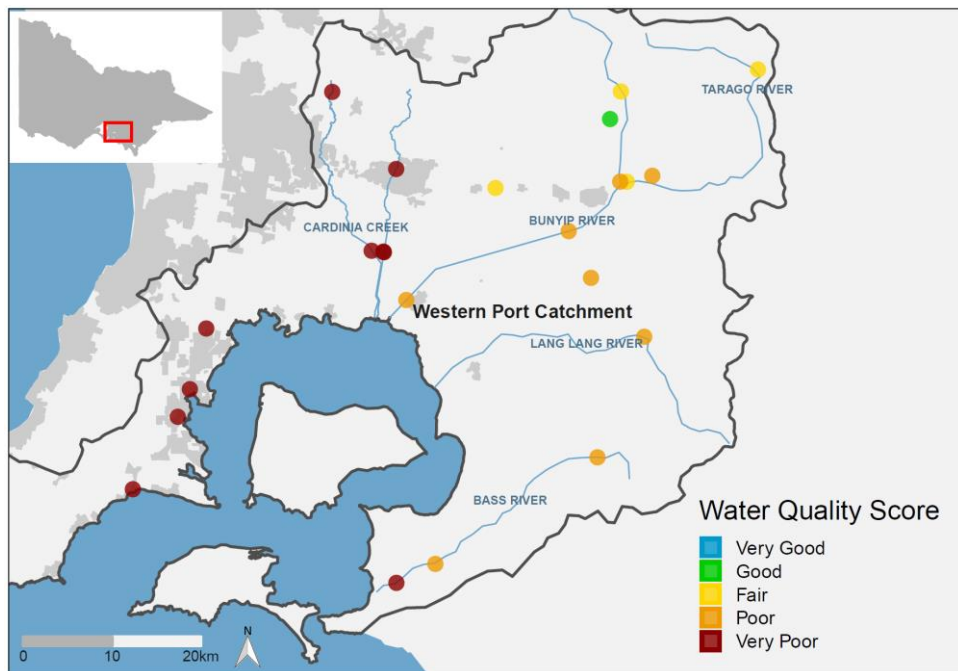 TARAGO RIVER
CARDINIA CREEK
BUNYIP RIVER
Western Port Catchment
LANG LANG RIVER
BASS RIVER
Water Quality Score
Very Good
Good
Fair
Poor
Very Poor
N
0 10 20km